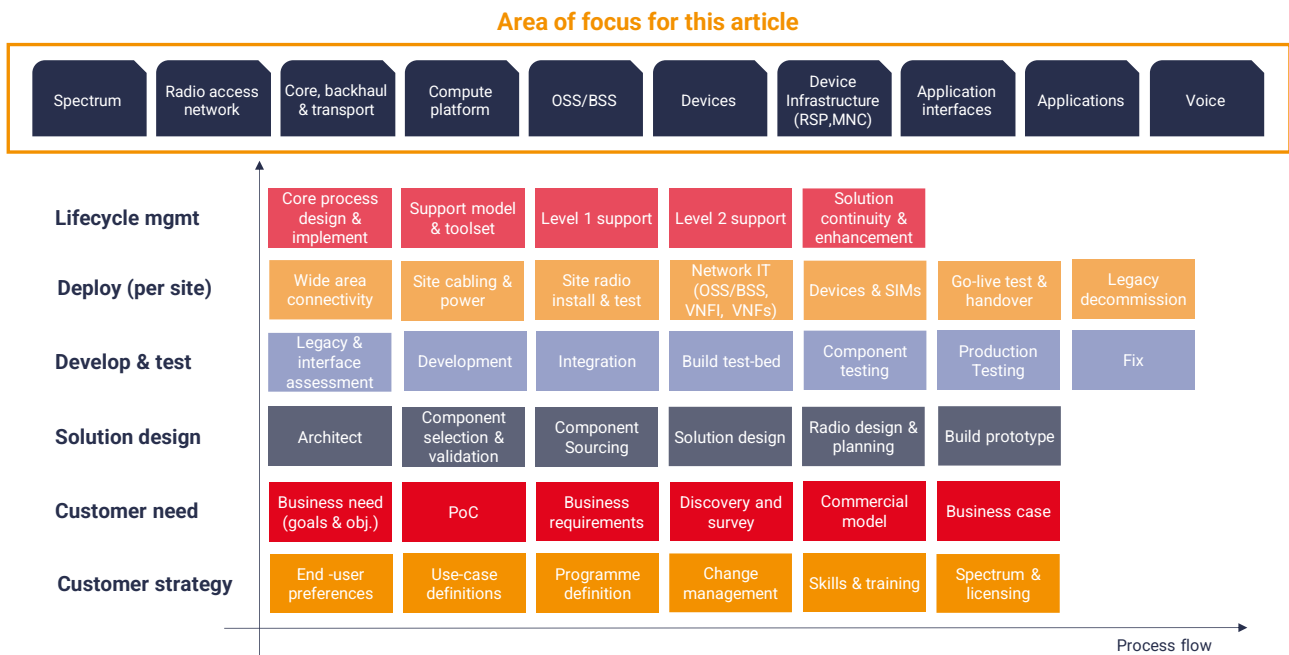 Area of focus for this article
Spectrum
Radio access
network
Core, backhaul
& transport
Compute
platform
OSS/BSS
Devices
Device
Infrastructure
(RSP,MNC)
Application
interfaces
Applications
Voice
Lifecycle mgmt
Core process
design &
implement
Support model
& toolset
Level 1 support
Level 2 support
Solution
continuity &
enhancement
Deploy (per site)
Wide area
connectivity
Site cabling &
power
Site radio
install & test
Network IT
(OSS/BSS,
VNFI, VNFs)
Devices & SIMs
Go-live test &
handover
Legacy
decommission
Develop & test
Legacy &
interface
assessment
Development
Integration
Build test-bed
Component
testing
Production
Testing
Fix
Solution design
Architect
Component
selection &
validation
Component
Sourcing
Solution design
Radio design &
planning
Build prototype
Customer need
Business need
(goals & obj.)
PoC
Business
requirements
Discovery and
survey
Commercial
model
Business case
Customer strategy
End -user
preferences
Use-case
definitions
Programme
definition
Change
management
Skills & training
Spectrum &
licensing
Process flow